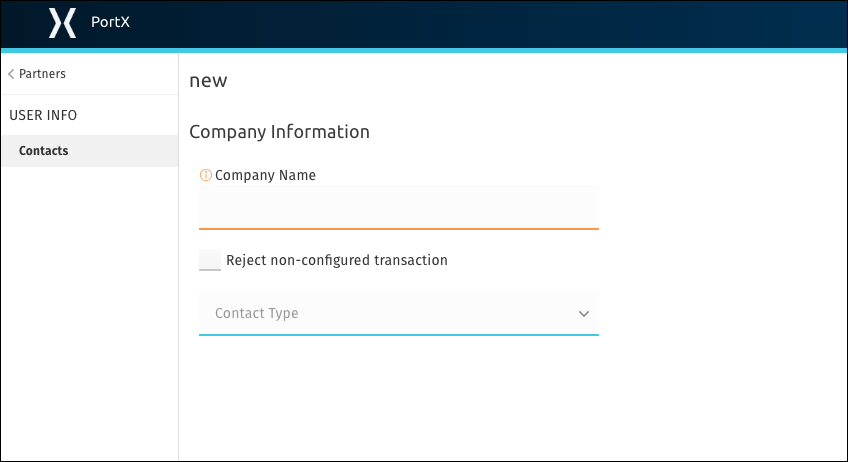 PortX
Partners
USER INFO
Contacts
new
Company Information
Company Name
Reject non-configured transaction
Contact Type